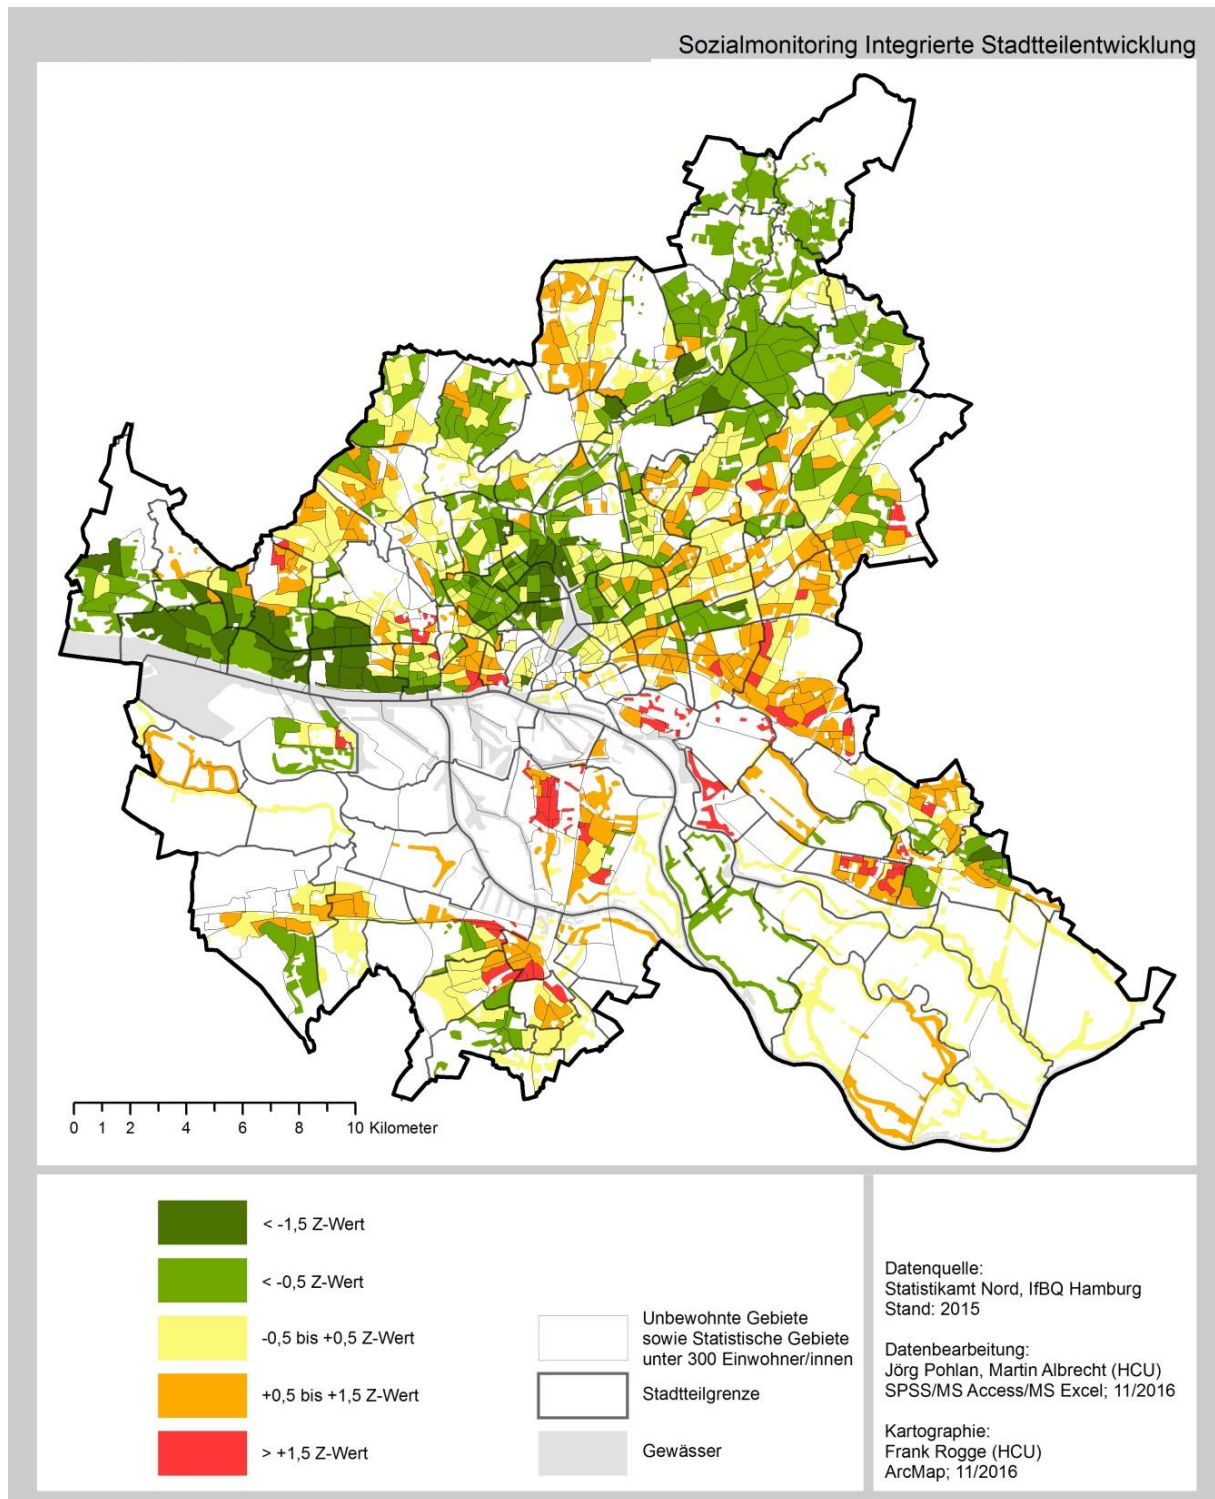 Sozialmonitoring Integrierte Stadtteilentwicklung
0 1 2 4 6 8 10 Kilometer
< -1,5 Z-Wert
< -0,5 Z-Wert
-0,5 bis +0,5 Z-Wert
+0,5 bis +1,5 Z-Wert
> +1,5 Z-Wert
Unbewohnte Gebiete
sowie Statistische Gebiete
unter 300 Einwohner/innen
Stadtteilgrenze
Gewässer
Datenquelle:
Statistikamt Nord, IfBQ Hamburg
Stand: 2015
Datenbearbeitung:
Jörg Pohlan, Martin Albrecht (HCU)
SPSS/MS Access/MS Excel; 11/2016
Kartographie:
Frank Rogge (HCU)
ArcMap; 11/2016